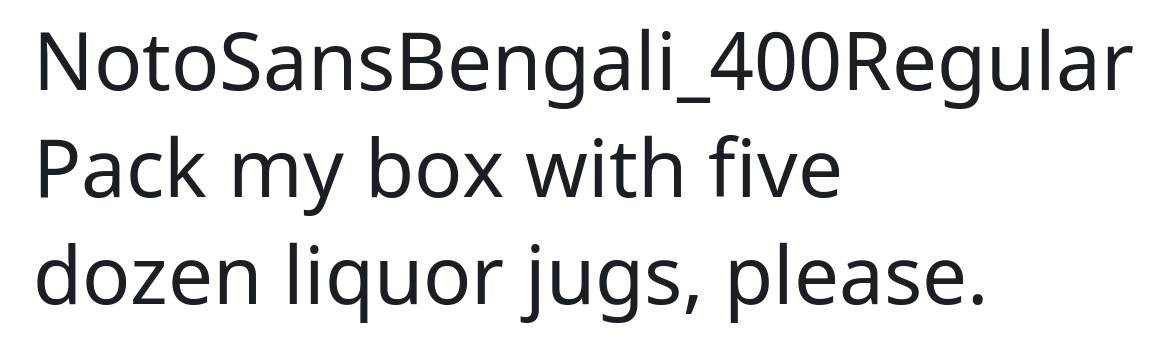 NotoSansBengali_400Regular
Pack my box with five
dozen liquor jugs, please.